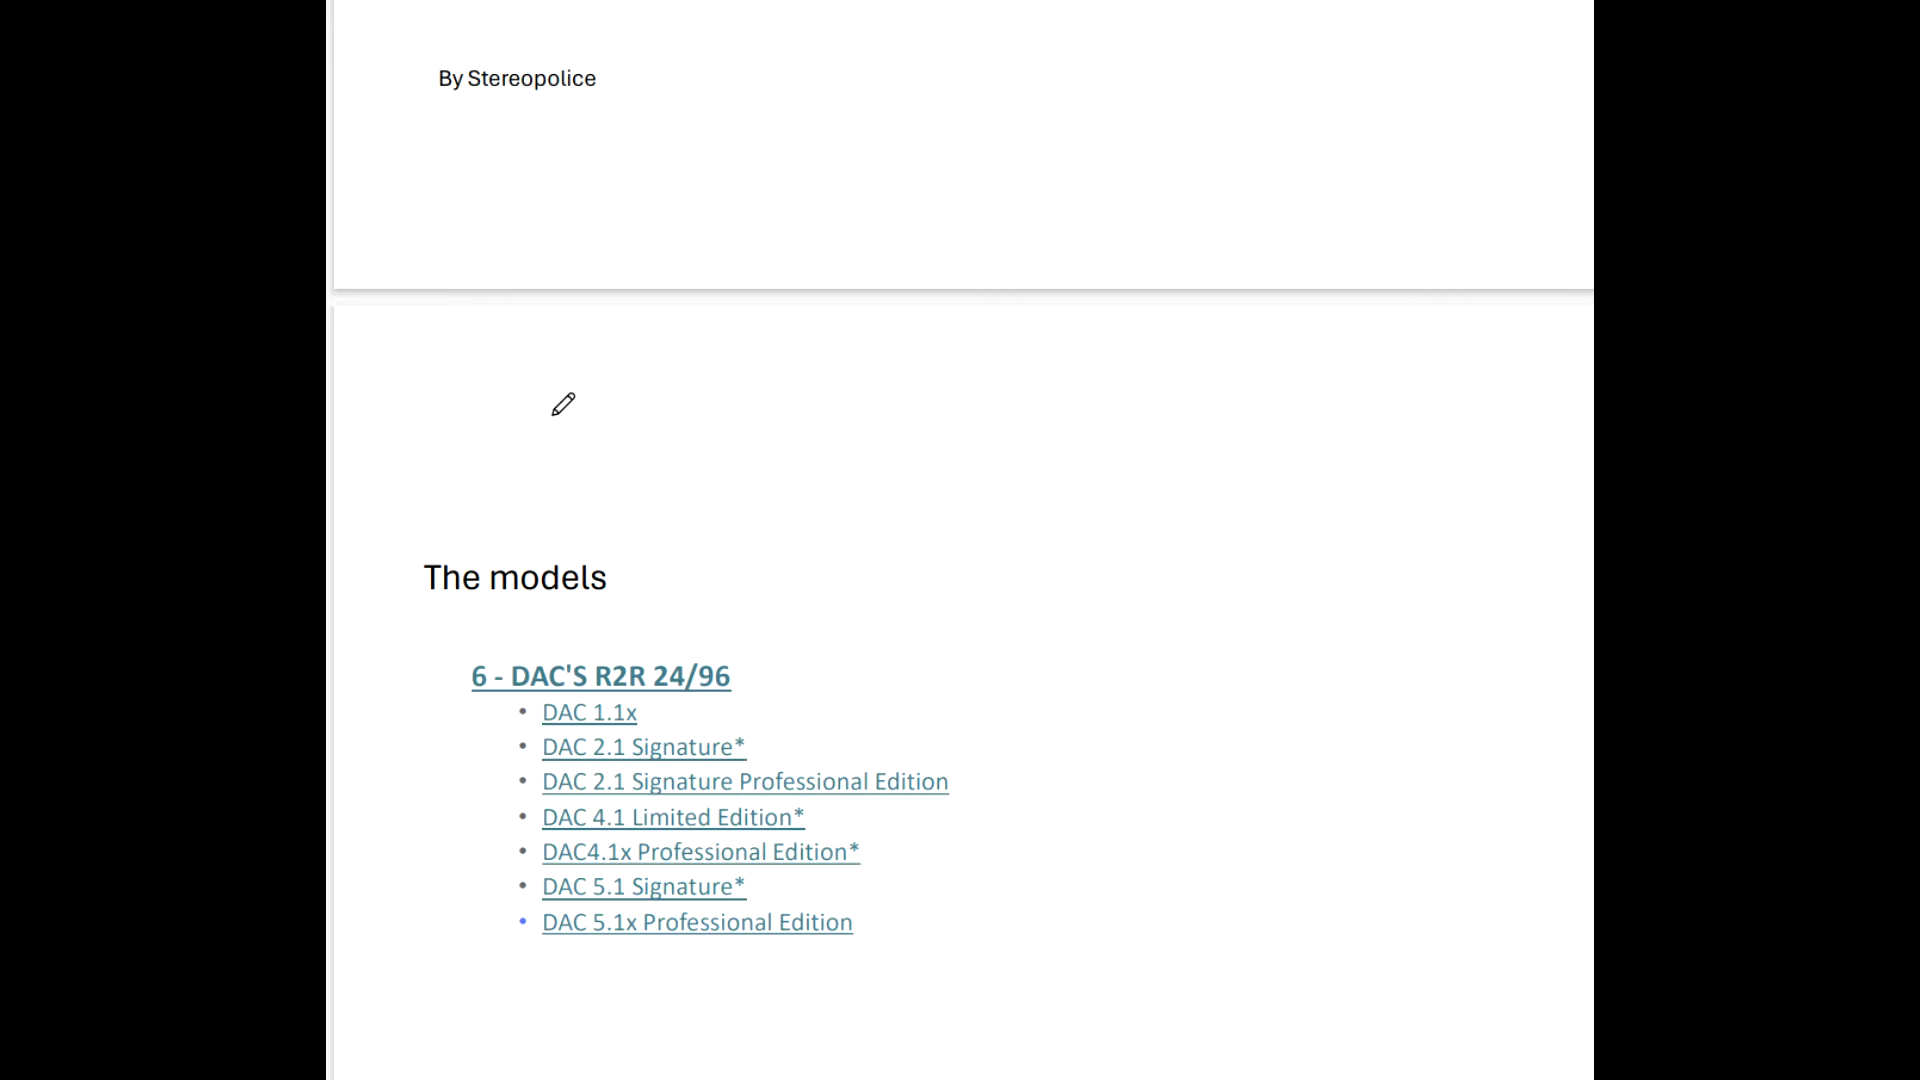 By Stereopolice
The models
6 - DAC'S R2R 24/96
• DAC 1.1x
• DAC 2.1 Signature*
• DAC 2.1 Signature Professional Edition
• DAC 4.1 Limited Edition*
• DAC4.1x Professional Edition*
• DAC 5.1 Signature*
• DAC 5.1x Professional Edition